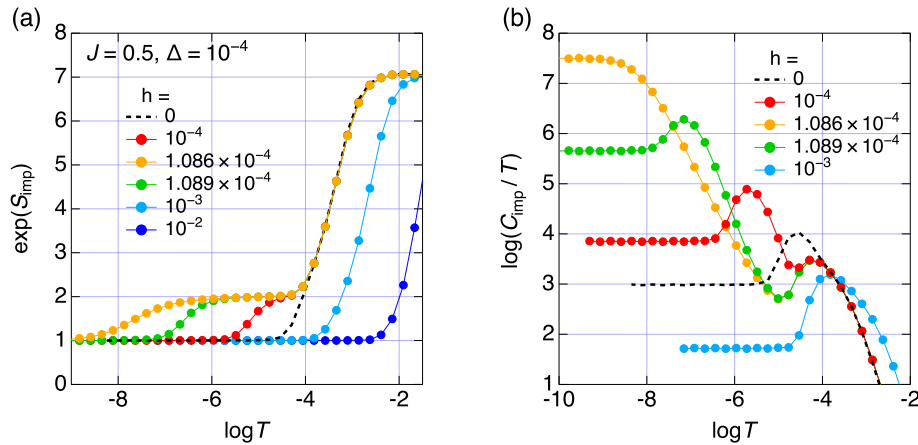 (a)
J = 0.5, Δ = 10⁻⁴
h =
0
10⁻⁴
1.086 × 10⁻⁴
1.089 × 10⁻⁴
10⁻³
10⁻²
exp(S_imp)
8
7
6
5
4
3
2
1
0
-8 -6 -4 -2
logT
(b)
h =
0
10⁻⁴
1.086 × 10⁻⁴
1.089 × 10⁻⁴
10⁻³
log(C_imp / T)
8
7
6
5
4
3
2
1
-10 -8 -6 -4 -2
logT